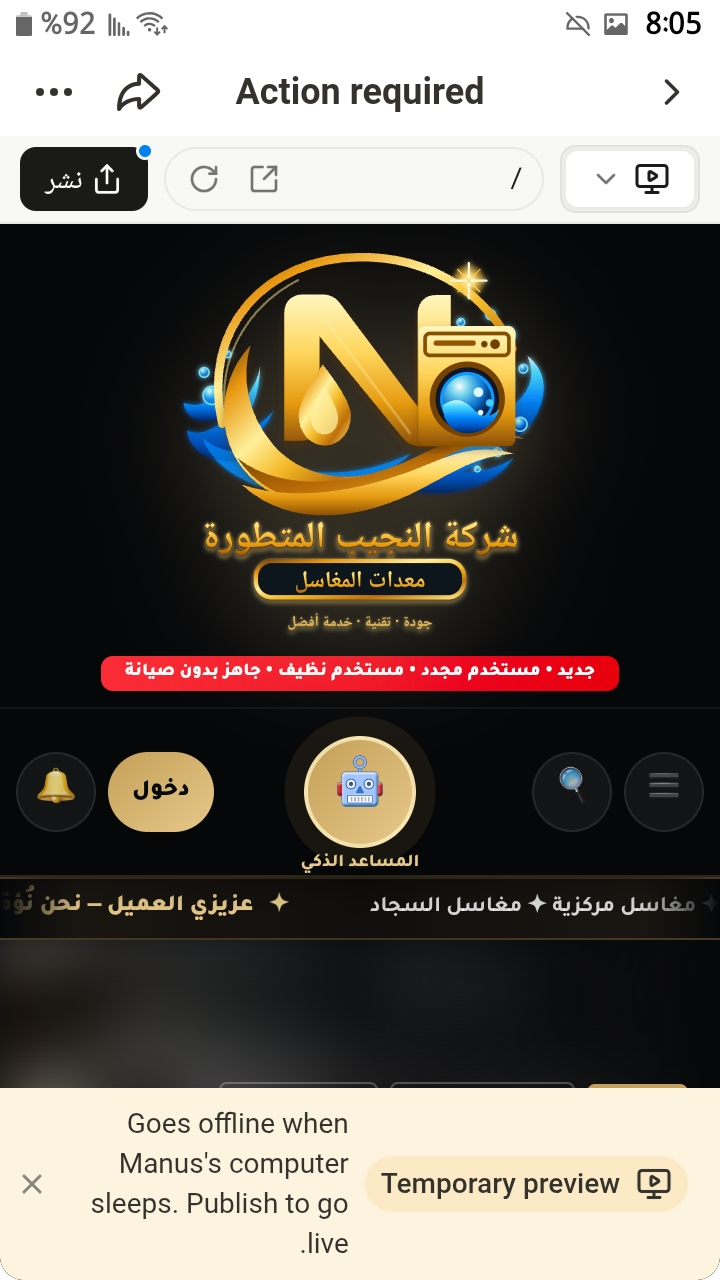 %92 8:05
Action required
نشر /
N
شركة النجيب المتطورة
معدات المغاسل
جودة · تقنية · خدمة أفضل
جديد • مستخدم مجدد • مستخدم نظيف • جاهز بدون صيانة
دخول
المساعد الذكي
مغاسل مركزية ✦ مغاسل السجاد ✦ عزيزي العميل — نحن
Goes offline when
Manus's computer
sleeps. Publish to go
.live
Temporary preview